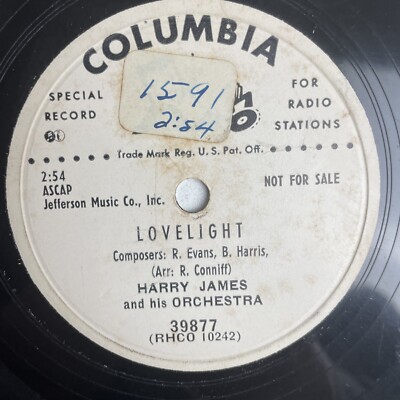 COLUMBIA
SPECIAL RECORD
1591
2:54
FOR RADIO STATIONS
Trade Mark Reg. U.S. Pat. Off.
2:54
ASCAP
Jefferson Music Co., Inc.
NOT FOR SALE
LOVELIGHT
Composers: R. Evans, B. Harris,
(Arr: R. Conniff)
HARRY JAMES
and his ORCHESTRA
39877
(RHCO 10242)